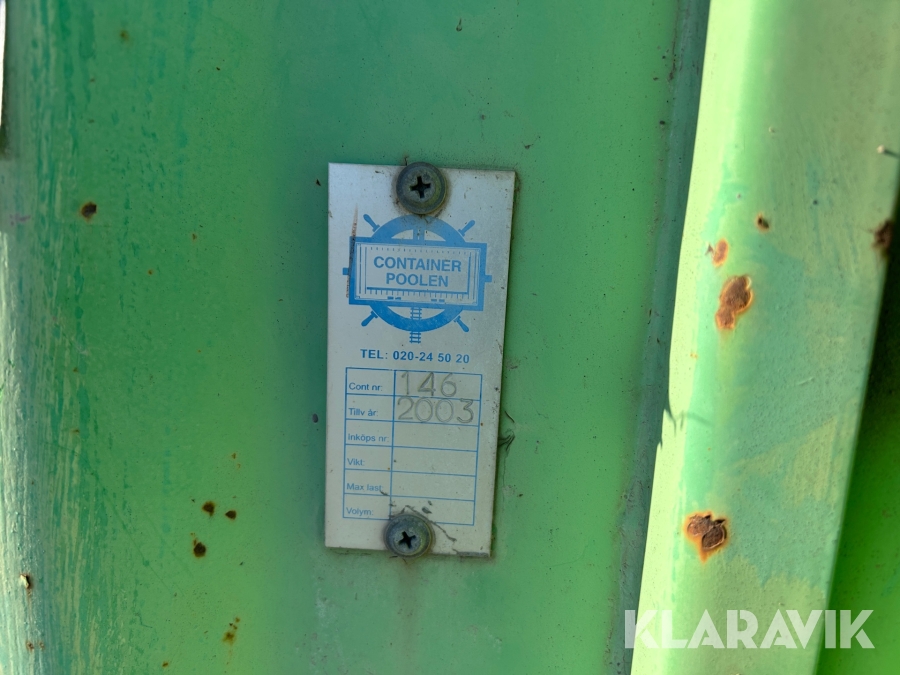 CONTAINER
POOLEN
TEL: 020-24 50 20
Cont nr: 146
Tillv år: 2003
Inköps nr:
Vikt:
Max last:
Volym:
KLARAVIK